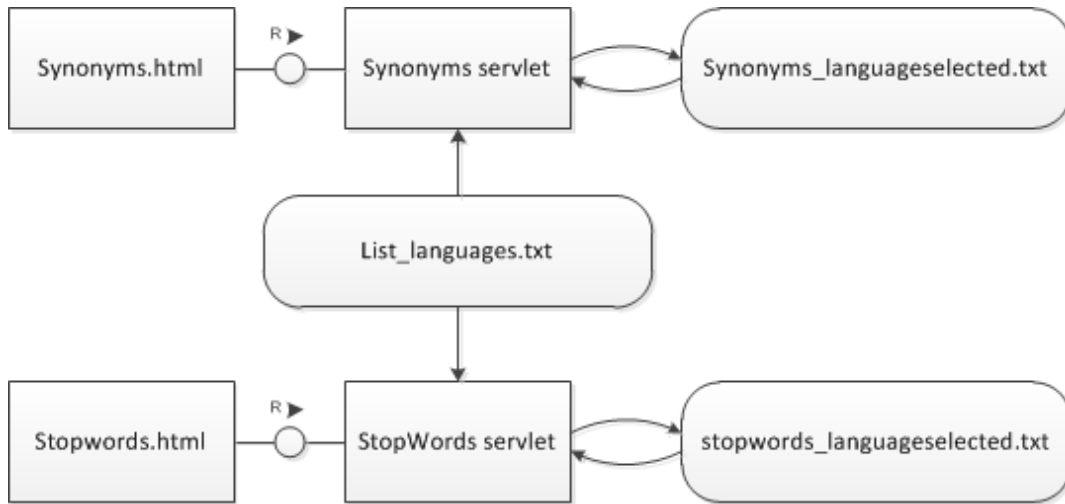 R
Synonyms.html
Synonyms servlet
Synonyms_languageselected.txt
List_languages.txt
R
Stopwords.html
StopWords servlet
stopwords_languageselected.txt